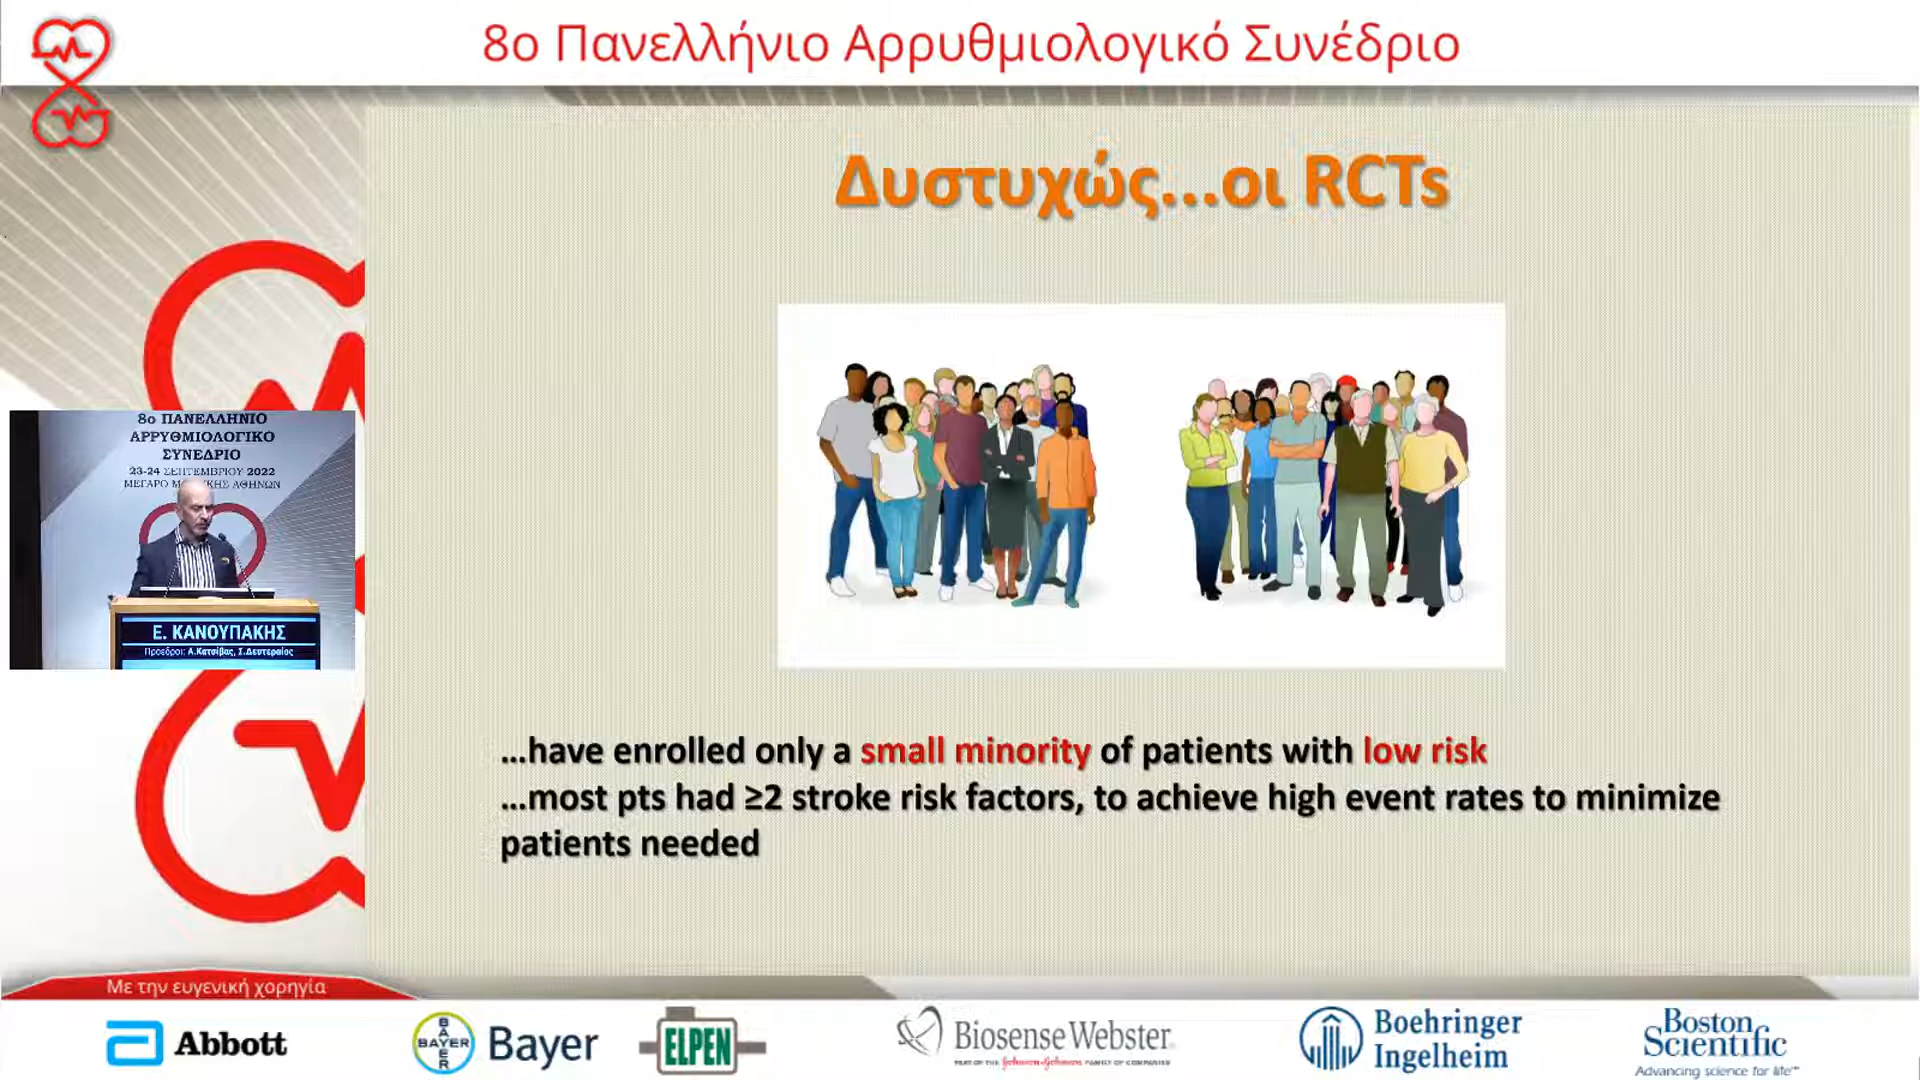 8ο Πανελλήνιο Αρρυθμιολογικό Συνέδριο
Δυστυχώς...οι RCTs
8ο ΠΑΝΕΛΛΗΝΙΟ
ΑΡΡΥΘΜΙΟΛΟΓΙΚΟ
ΣΥΝΕΔΡΙΟ
23-24 ΣΕΠΤΕΜΒΡΙΟΥ 2022
ΜΕΓΑΡΟ ΑΘΗΝΩΝ
Ε. ΚΑΝΟΥΠΑΚΗΣ
Πρόεδροι: Α.Κατσίβας, Σ.Δευτεραίος
...have enrolled only a small minority of patients with low risk
...most pts had ≥2 stroke risk factors, to achieve high event rates to minimize
patients needed
Με την ευγενική χορηγία
Abbott
BAYER
BAYER
Bayer
ELPEN
Biosense Webster
PART OF THE Johnson & Johnson FAMILY OF COMPANIES
Boehringer
Ingelheim
Boston
Scientific
Advancing science for life™